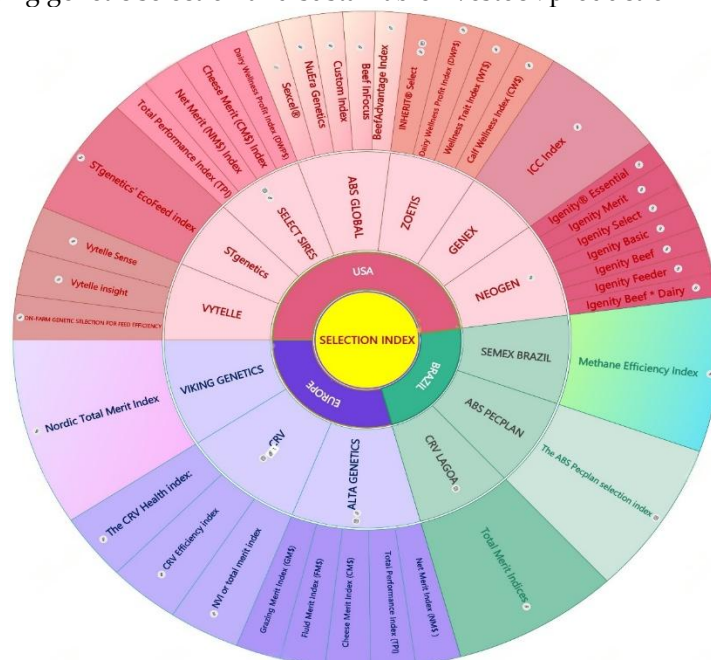 genetic selection and sustainable livestock production
SELECTION INDEX
USA
BRAZIL
EUROPE
VYTELLE
STgenetics
SELECT SIRES
ABS GLOBAL
ZOETIS
GENEX
NEOGEN
SEMEX BRAZIL
ABS PECPLAN
CRV LAGOA
ALTA GENETICS
CRV
VIKING GENETICS
ON-FARM GENETIC SELECTION FOR FEED EFFICIENCY
Vytelle insight
Vytelle Sense
STgenetics' EcoFeed index
Total Performance Index (TPI)
Net Merit (NM$) Index
Cheese Merit (CM$) Index
Dairy Wellness Profit Index (DWP$)
Sexcel®
NuEra Genetics
Custom Index
Beef InFocus
BeefAdvantage Index
INHERIT® Select
Dairy Wellness Profit Index (DWP$)
Wellness Trait Index (WT$)
Calf Wellness Index (CW$)
ICC Index
Igenity® Essential
Igenity Merit
Igenity Select
Igenity Basic
Igenity Beef
Igenity Feeder
Igenity Beef * Dairy
Methane Efficiency Index
The ABS Pecplan selection index
Total Merit Indices
Net Merit Index (NM$ )
Total Performance Index (TPI)
Cheese Merit Index (CM$)
Fluid Merit Index (FM$)
Grazing Merit Index (GM$)
NVI or total merit index
CRV Efficiency index
The CRV Health index:
Nordic Total Merit Index